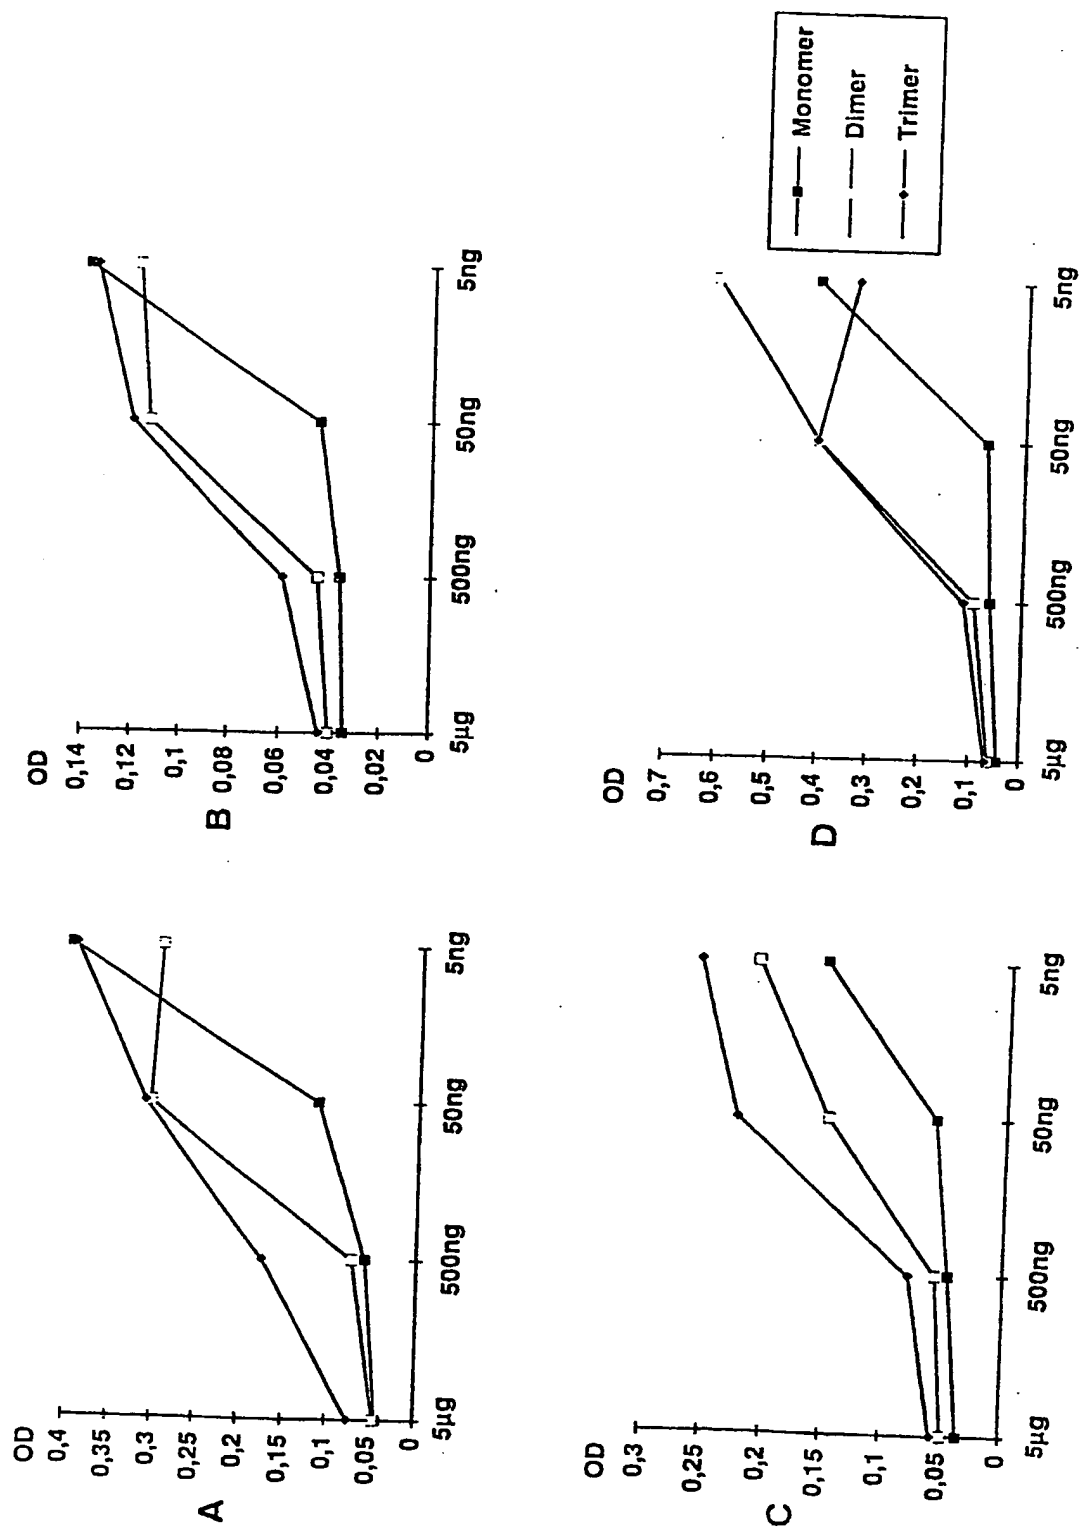 A
OD
0,4
0,35
0,3
0,25
0,2
0,15
0,1
0,05
0
5µg
500ng
50ng
5ng
B
OD
0,14
0,12
0,1
0,08
0,06
0,04
0,02
0
5µg
500ng
50ng
5ng
C
OD
0,3
0,25
0,2
0,15
0,1
0,05
0
5µg
500ng
50ng
5ng
D
OD
0,7
0,6
0,5
0,4
0,3
0,2
0,1
0
5µg
500ng
50ng
5ng
Monomer
Dimer
Trimer